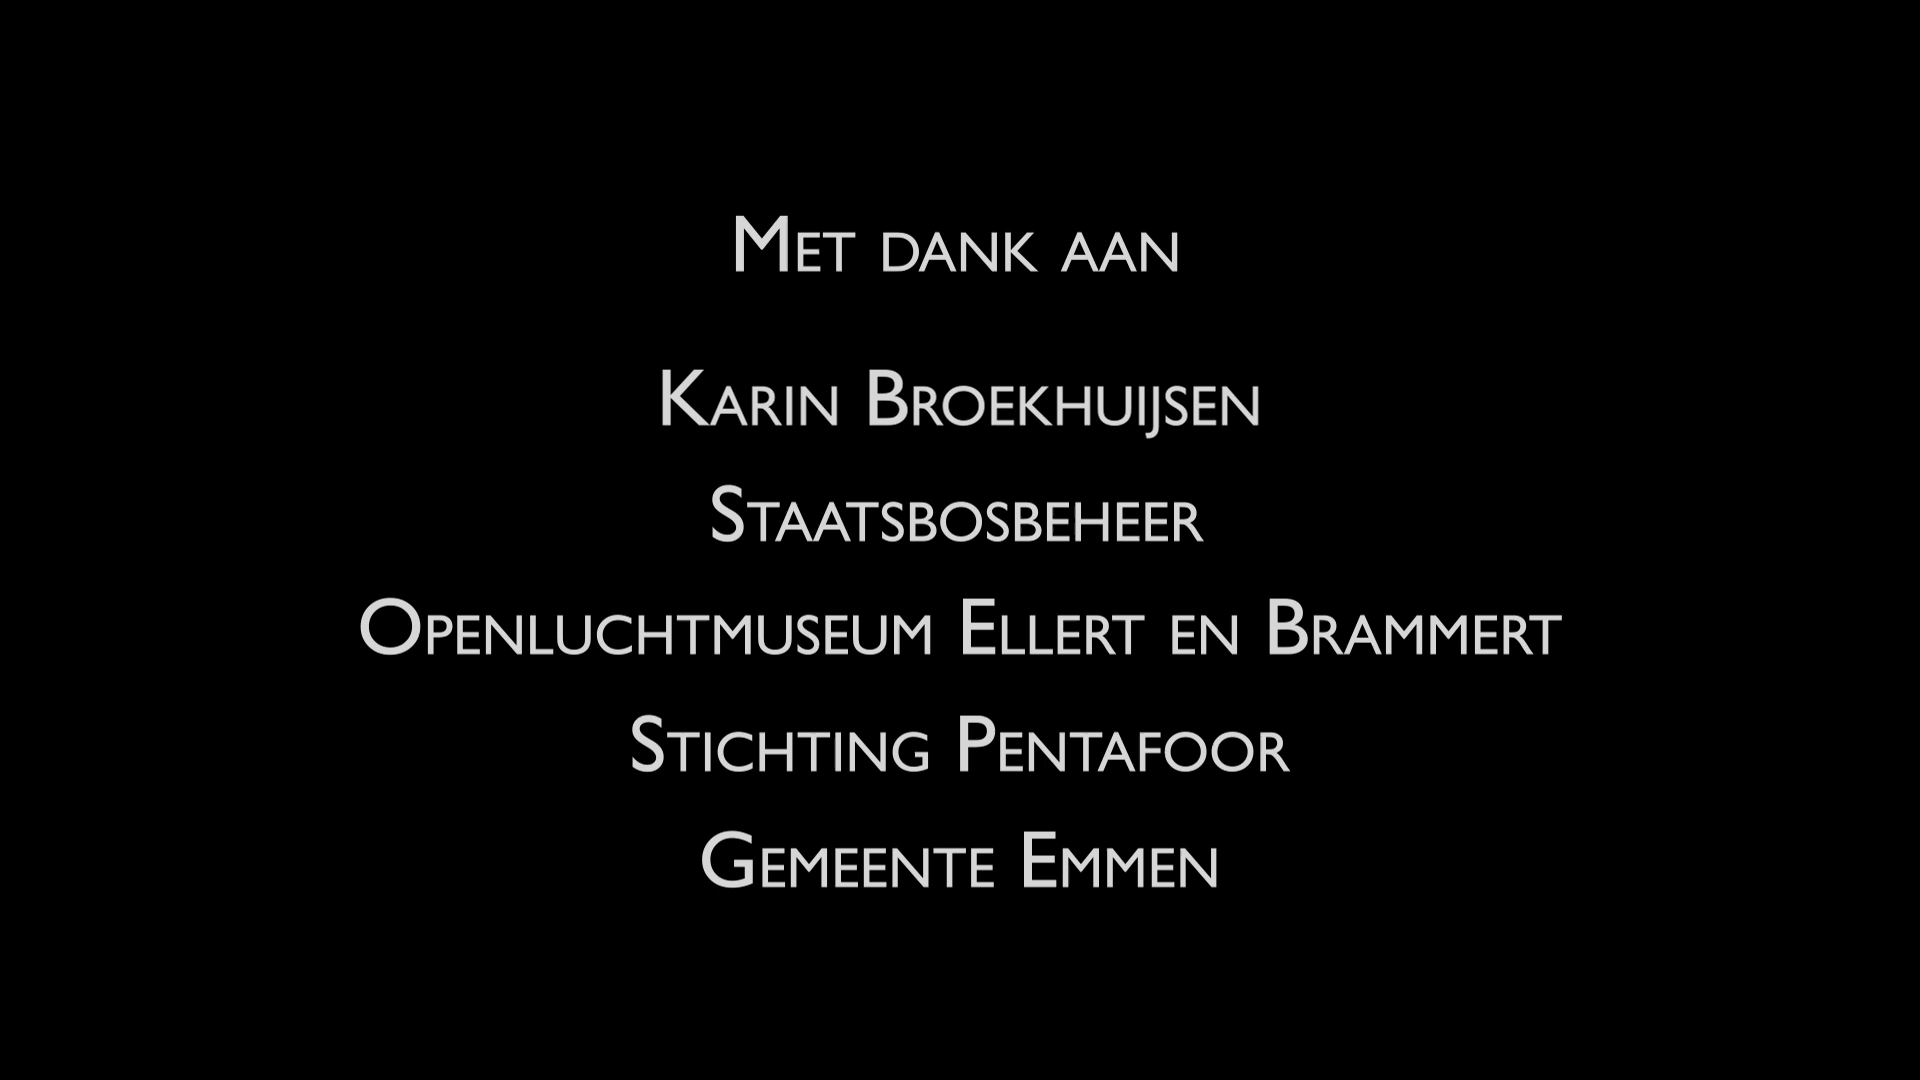 Met dank aan
Karin Broekhuijsen
Staatsbosbeheer
Openluchtmuseum Ellert en Brammert
Stichting Pentafoor
Gemeente Emmen